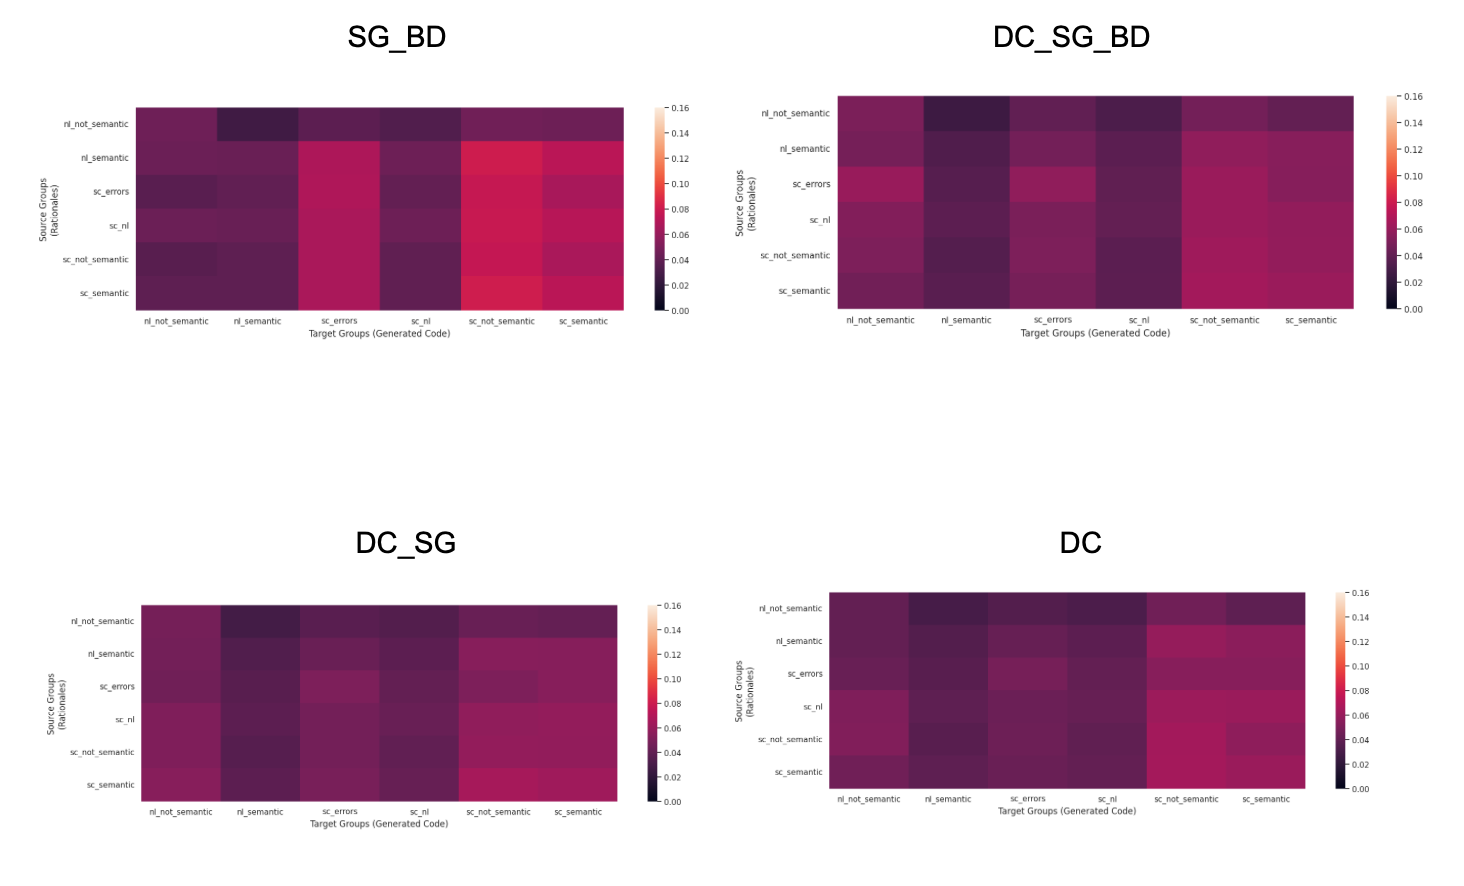 SG_BD
DC_SG_BD
nl_not_semantic
nl_semantic
sc_errors
sc_nl
sc_not_semantic
sc_semantic
Source Groups
(Rationales)
nl_not_semantic nl_semantic sc_errors sc_nl sc_not_semantic sc_semantic
Target Groups (Generated Code)
0.16
0.14
0.12
0.10
0.08
0.06
0.04
0.02
0.00
nl_not_semantic
nl_semantic
sc_errors
sc_nl
sc_not_semantic
sc_semantic
Source Groups
(Rationales)
nl_not_semantic nl_semantic sc_errors sc_nl sc_not_semantic sc_semantic
Target Groups (Generated Code)
0.16
0.14
0.12
0.10
0.08
0.06
0.04
0.02
0.00
DC_SG
DC
nl_not_semantic
nl_semantic
sc_errors
sc_nl
sc_not_semantic
sc_semantic
Source Groups
(Rationales)
nl_not_semantic nl_semantic sc_errors sc_nl sc_not_semantic sc_semantic
Target Groups (Generated Code)
0.16
0.14
0.12
0.10
0.08
0.06
0.04
0.02
0.00
nl_not_semantic
nl_semantic
sc_errors
sc_nl
sc_not_semantic
sc_semantic
Source Groups
(Rationales)
nl_not_semantic nl_semantic sc_errors sc_nl sc_not_semantic sc_semantic
Target Groups (Generated Code)
0.16
0.14
0.12
0.10
0.08
0.06
0.04
0.02
0.00